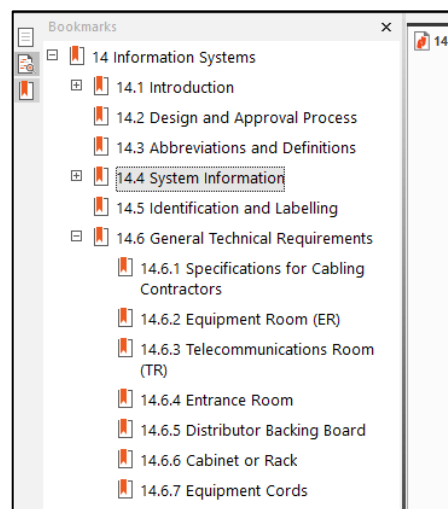 Bookmarks
14
14 Information Systems
14.1 Introduction
14.2 Design and Approval Process
14.3 Abbreviations and Definitions
14.4 System Information
14.5 Identification and Labelling
14.6 General Technical Requirements
14.6.1 Specifications for Cabling
Contractors
14.6.2 Equipment Room (ER)
14.6.3 Telecommunications Room
(TR)
14.6.4 Entrance Room
14.6.5 Distributor Backing Board
14.6.6 Cabinet or Rack
14.6.7 Equipment Cords